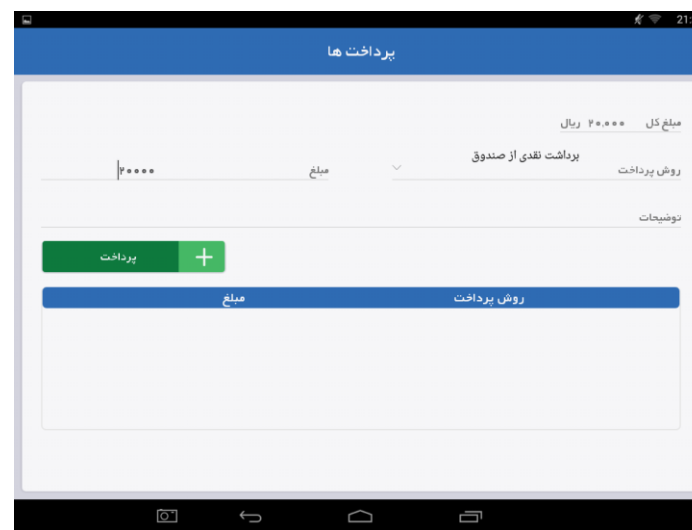 21:
پرداخت ها
مبلغ کل ۲۰,۰۰۰ ریال
روش پرداخت برداشت نقدی از صندوق مبلغ ۲۰۰۰۰
توضیحات
+ پرداخت
روش پرداخت مبلغ